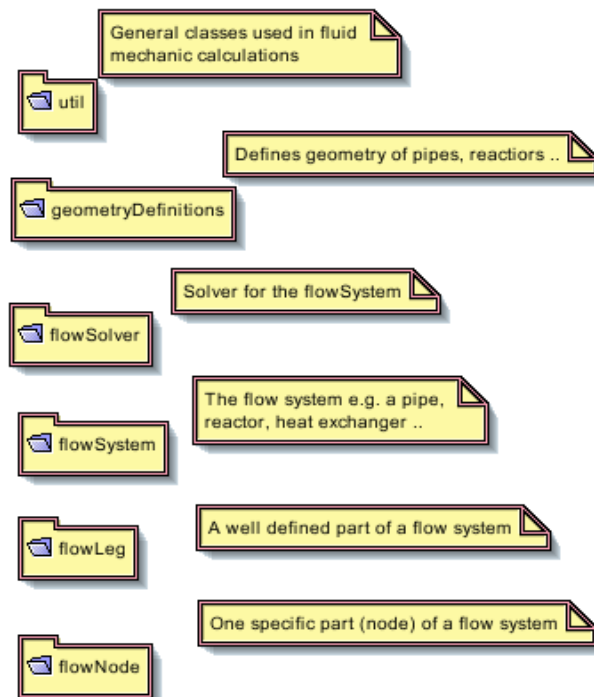 General classes used in fluid
mechanic calculations
util
Defines geometry of pipes, reactiors ..
geometryDefinitions
Solver for the flowSystem
flowSolver
The flow system e.g. a pipe,
reactor, heat exchanger ..
flowSystem
A well defined part of a flow system
flowLeg
One specific part (node) of a flow system
flowNode